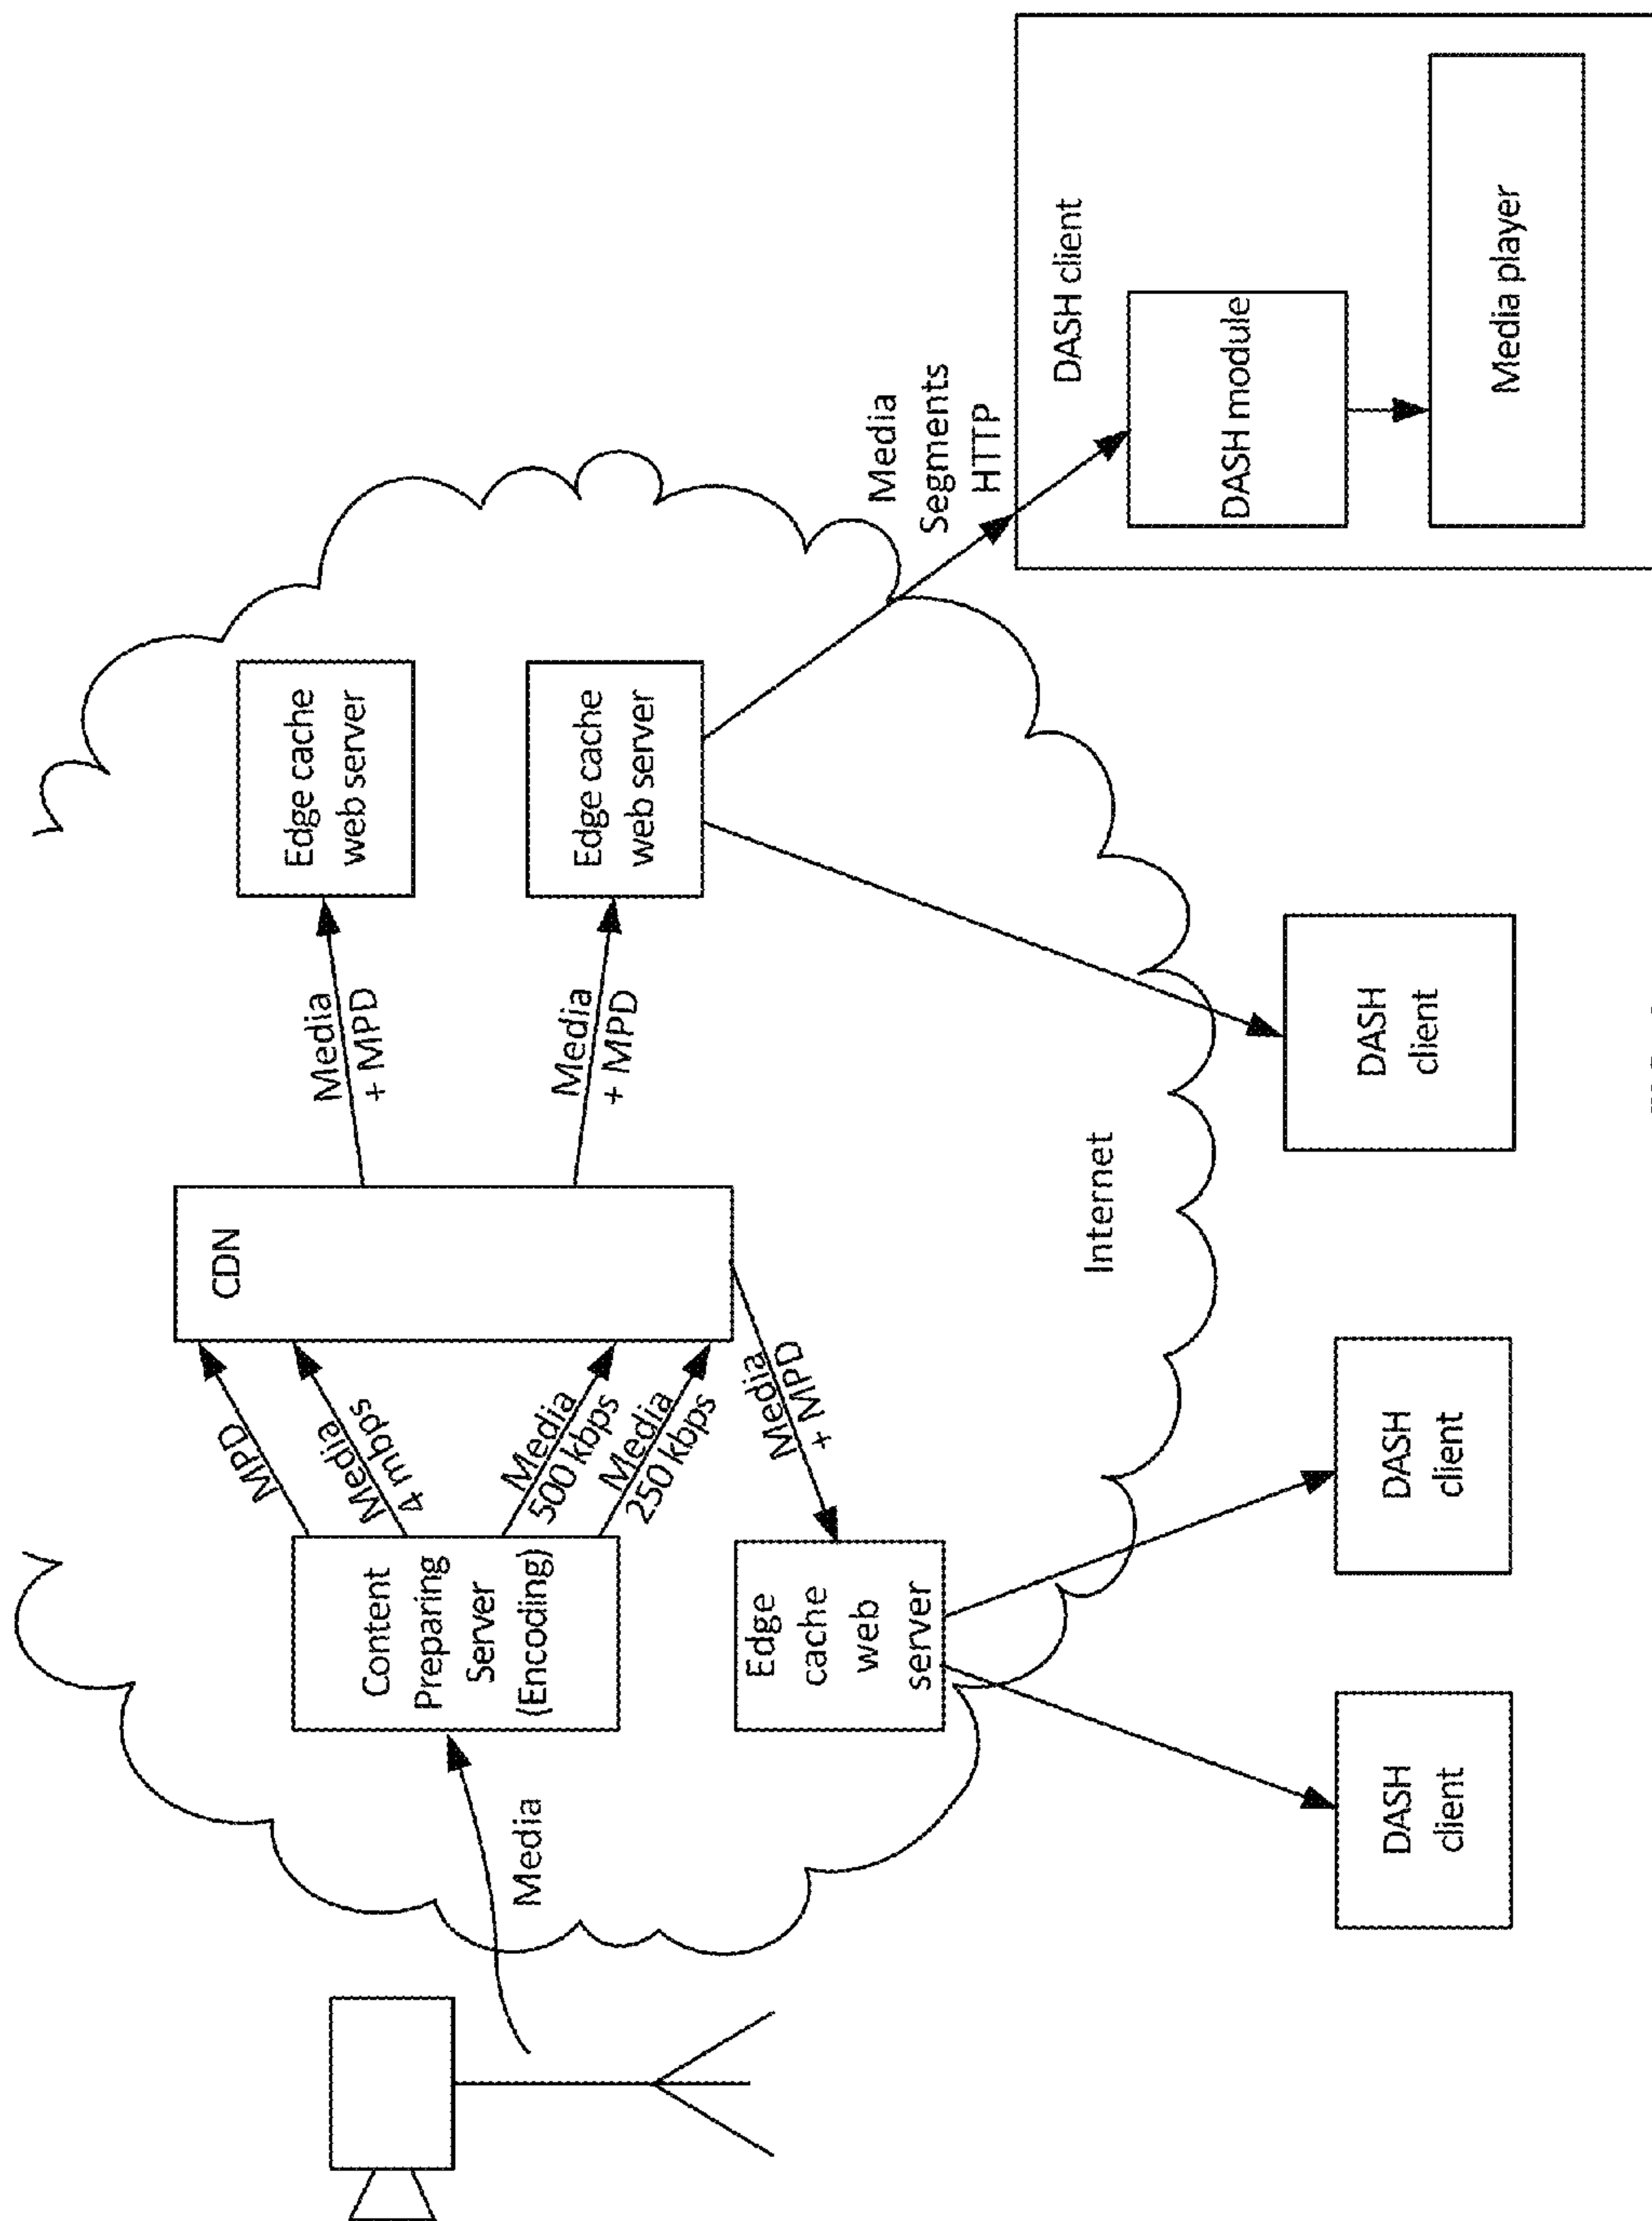 Media
Content
Preparing
Server
(Encoding)
MPD
Media
4 mbps
Media
500 kbps
Media
250 kbps
CDN
Media
+ MPD
Edge cache
web server
Media
+ MPD
Edge cache
web server
Media
+ MPD
Edge
cache
web
server
Internet
Media
Segments
HTTP
DASH client
DASH module
Media player
DASH
client
DASH
client
DASH
client